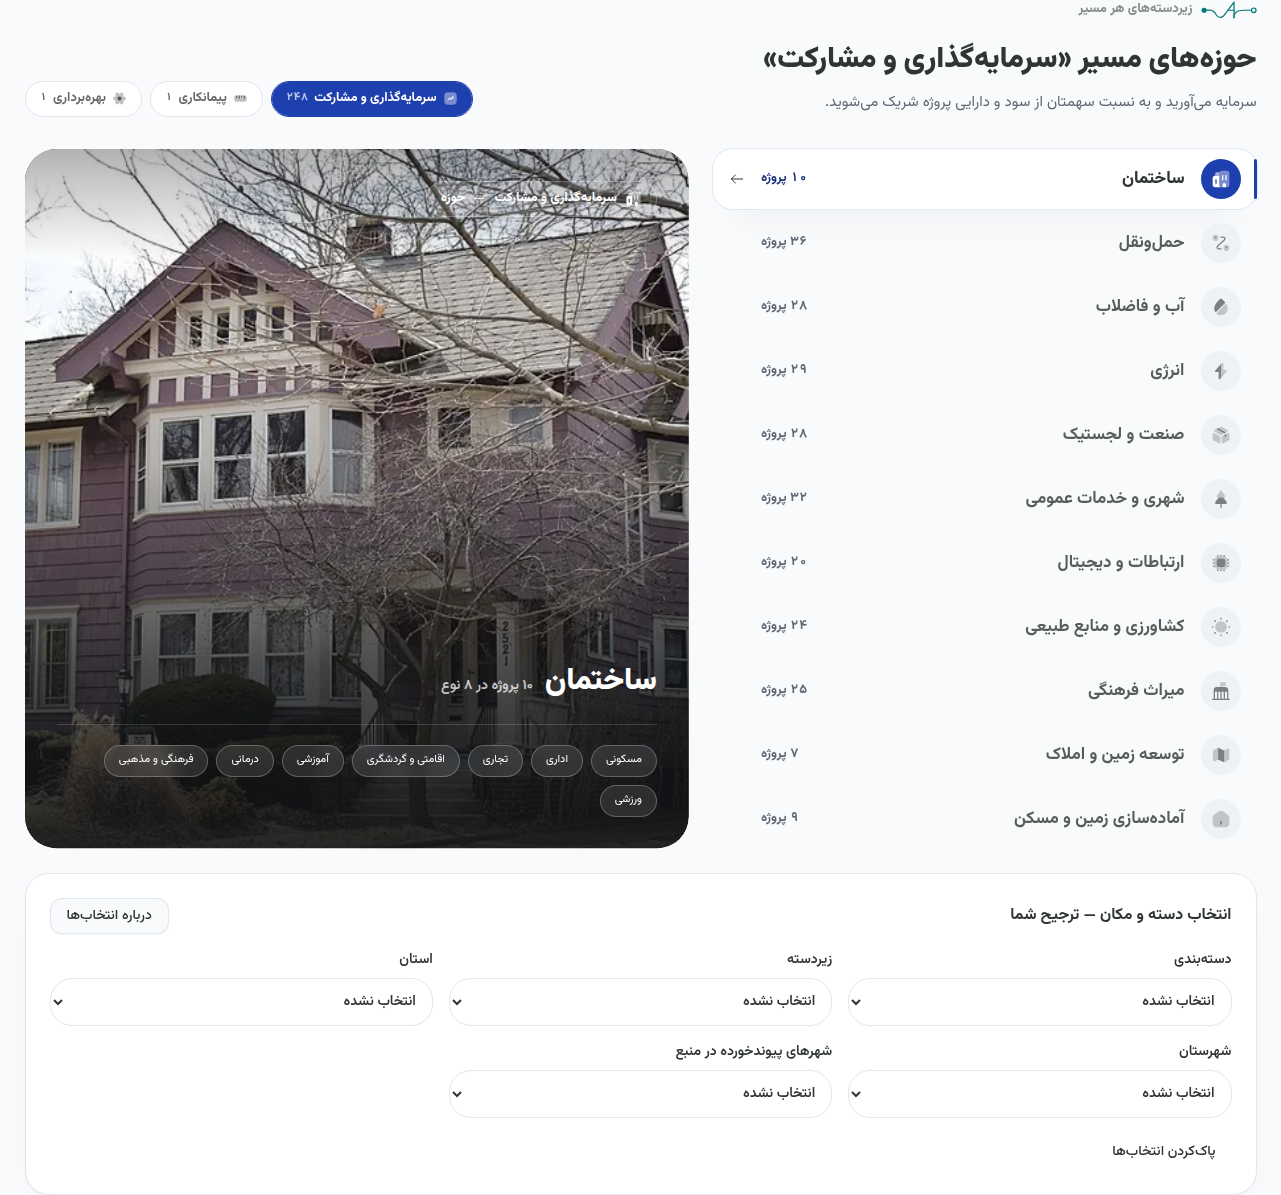 زیردسته‌های هر مسیر
حوزه‌های مسیر «سرمایه‌گذاری و مشارکت»
سرمایه می‌آورید و به نسبت سهمتان از سود و دارایی پروژه شریک می‌شوید.
سرمایه‌گذاری و مشارکت ۲۴۸
پیمانکاری ۱
بهره‌برداری ۱
ساختمان ۱۰ پروژه
حمل‌ونقل ۳۶ پروژه
آب و فاضلاب ۲۸ پروژه
انرژی ۲۹ پروژه
صنعت و لجستیک ۲۸ پروژه
شهری و خدمات عمومی ۳۲ پروژه
ارتباطات و دیجیتال ۲۰ پروژه
کشاورزی و منابع طبیعی ۲۴ پروژه
میراث فرهنگی ۲۵ پروژه
توسعه زمین و املاک ۷ پروژه
آماده‌سازی زمین و مسکن ۹ پروژه
سرمایه‌گذاری و مشارکت — حوزه
2521
ساختمان ۱۰ پروژه در ۸ نوع
مسکونی اداری تجاری اقامتی و گردشگری آموزشی درمانی فرهنگی و مذهبی
ورزشی
انتخاب دسته و مکان — ترجیح شما
درباره انتخاب‌ها
دسته‌بندی
انتخاب نشده
زیردسته
انتخاب نشده
استان
انتخاب نشده
شهرستان
انتخاب نشده
شهرهای پیوندخورده در منبع
انتخاب نشده
پاک‌کردن انتخاب‌ها